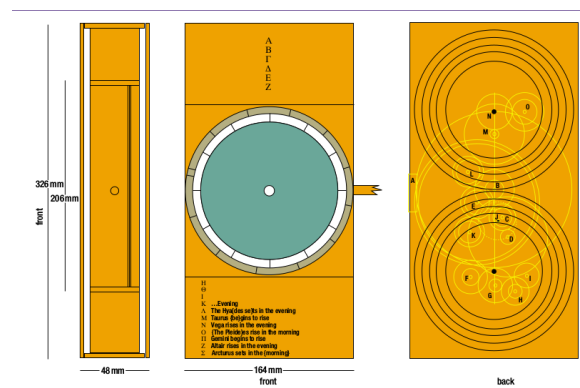 Α
Β
Γ
Δ
Ε
Ζ
326 mm
206 mm
front
48 mm
Η
Θ
Ι
Κ ...Evening
Λ The Hya{des se}ts in the evening
Μ Taurus {be}gins to rise
Ν Vega rises in the evening
Ο {The Pleide}s rise in the morning
Π Gemini begins to rise
Ζ Altair rises in the evening
Σ Arcturus sets in the {morning}
164 mm
front
N
O
M
L
A
B
E
J
C
K
D
F
I
G
H
back